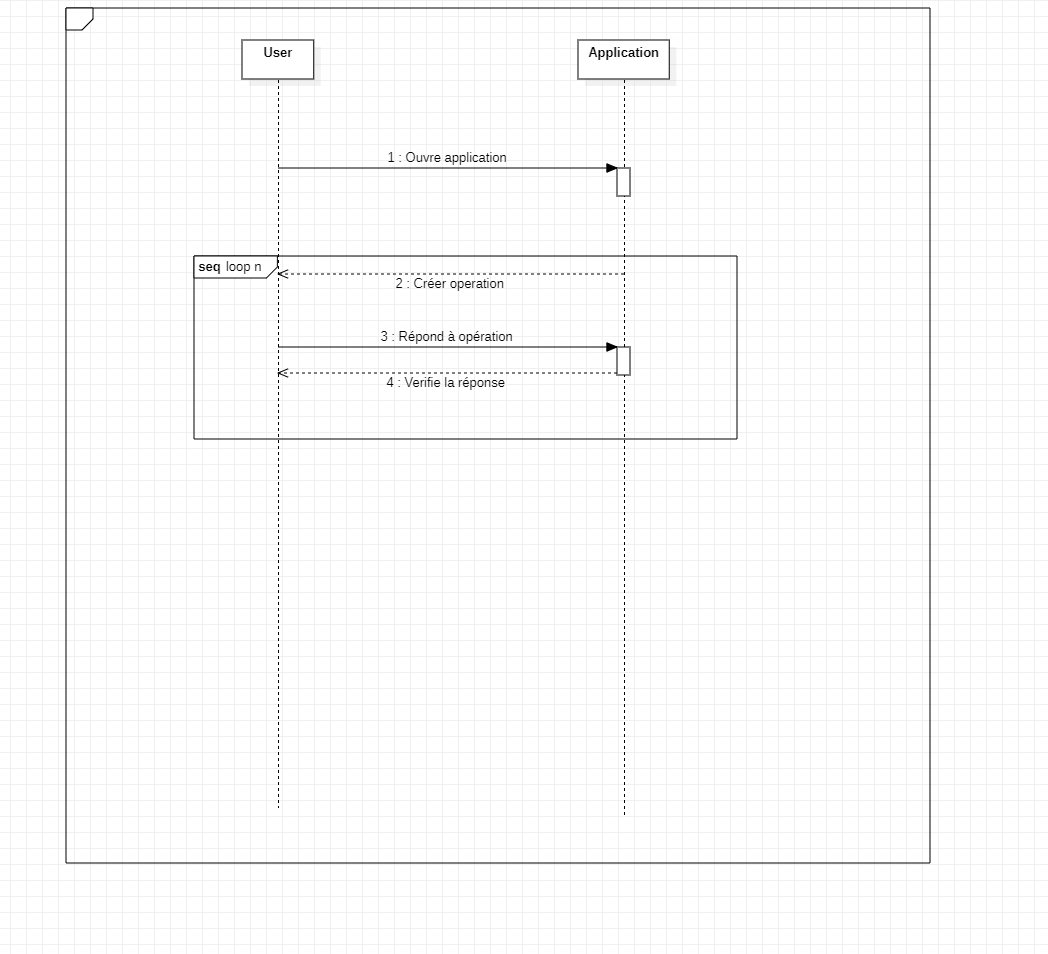 User
Application
1 : Ouvre application
seq loop n
2 : Créer operation
3 : Répond à opération
4 : Verifie la réponse